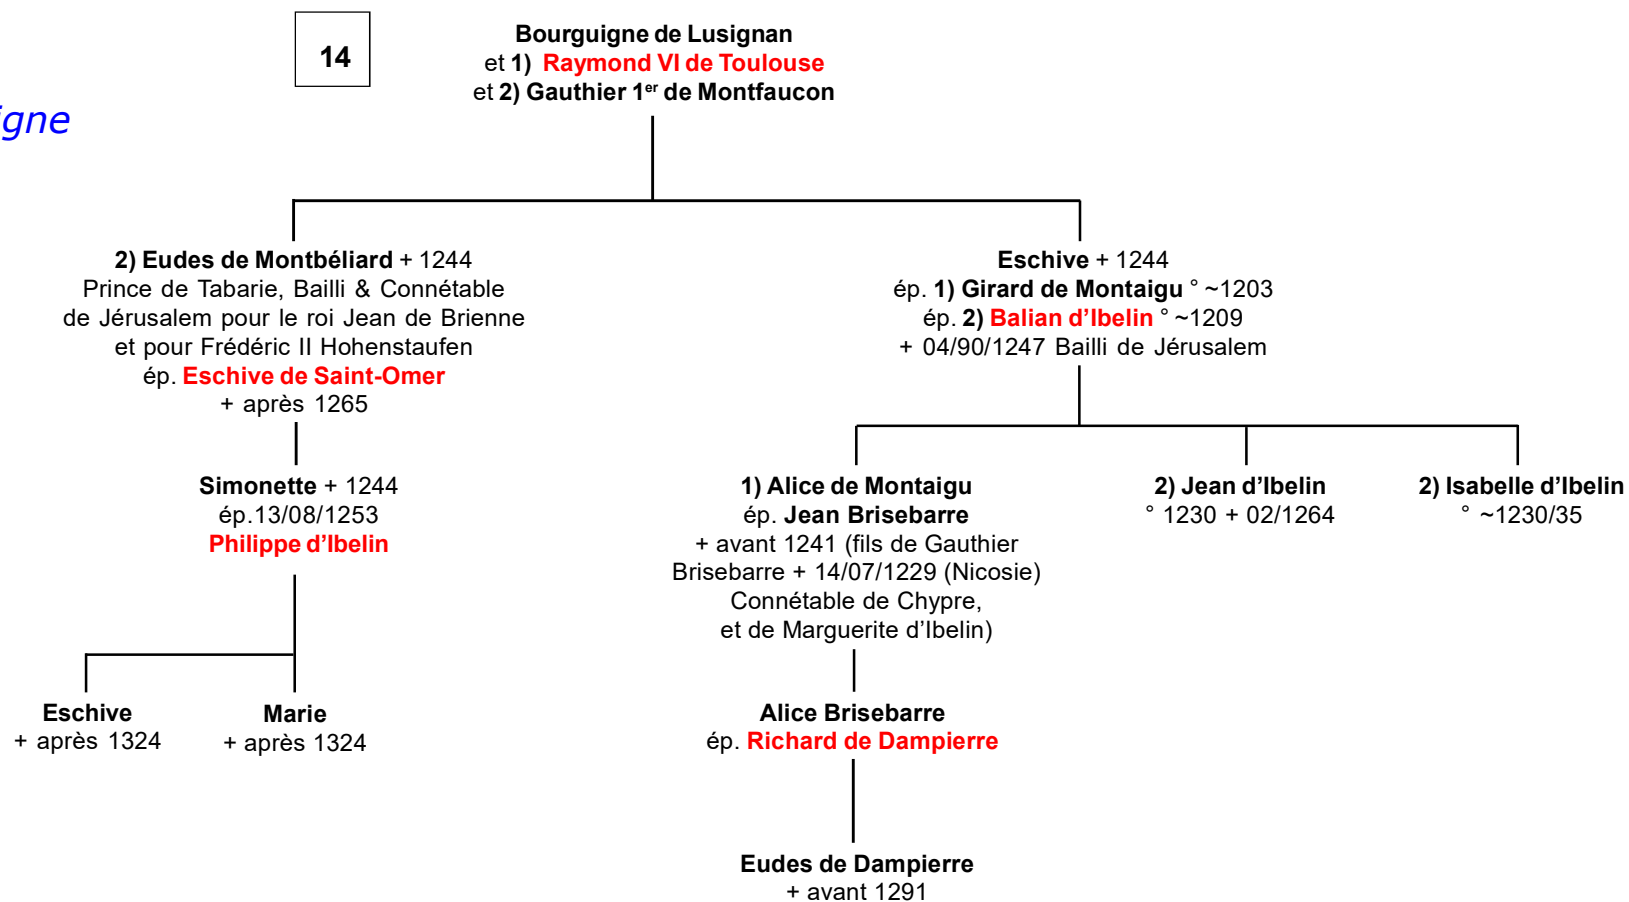 14
Bourguigne de Lusignan
et 1) Raymond VI de Toulouse
et 2) Gauthier 1er de Montfaucon
igne
2) Eudes de Montbéliard + 1244
Prince de Tabarie, Bailli & Connétable
de Jérusalem pour le roi Jean de Brienne
et pour Frédéric II Hohenstaufen
ép. Eschive de Saint-Omer
+ après 1265
Eschive + 1244
ép. 1) Girard de Montaigu ° ~1203
ép. 2) Balian d’Ibelin ° ~1209
+ 04/90/1247 Bailli de Jérusalem
Simonette + 1244
ép.13/08/1253
Philippe d’Ibelin
1) Alice de Montaigu
ép. Jean Brisebarre
+ avant 1241 (fils de Gauthier
Brisebarre + 14/07/1229 (Nicosie)
Connétable de Chypre,
et de Marguerite d’Ibelin)
2) Jean d’Ibelin
° 1230 + 02/1264
2) Isabelle d’Ibelin
° ~1230/35
Eschive
+ après 1324
Marie
+ après 1324
Alice Brisebarre
ép. Richard de Dampierre
Eudes de Dampierre
+ avant 1291